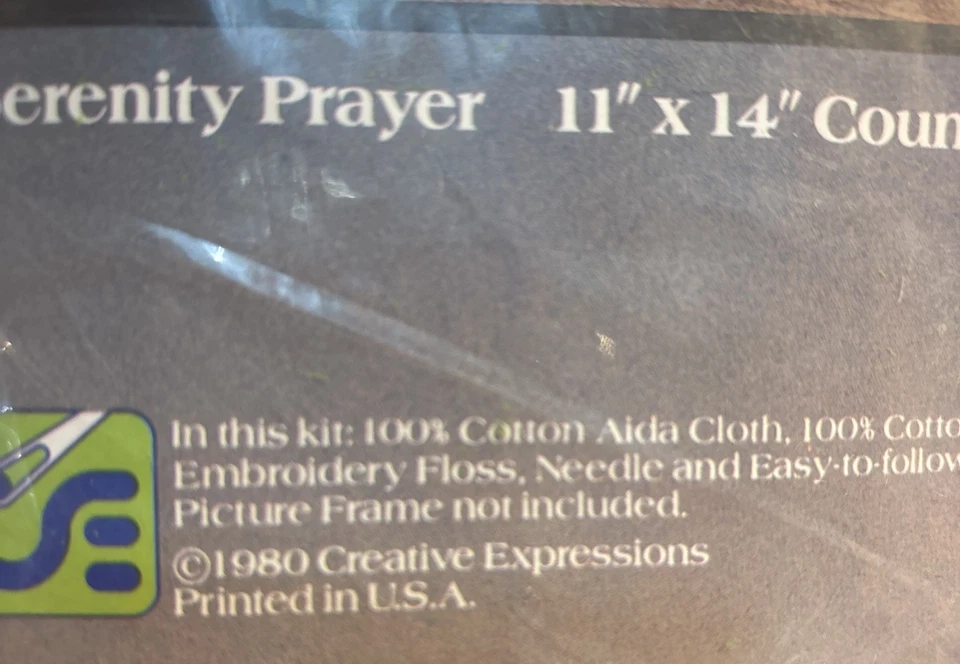 Serenity Prayer 11" x 14" Coun
In this kit: 100% Cotton Aida Cloth, 100% Cotto
Embroidery Floss, Needle and Easy-to-follow
Picture Frame not included.
©1980 Creative Expressions
Printed in U.S.A.